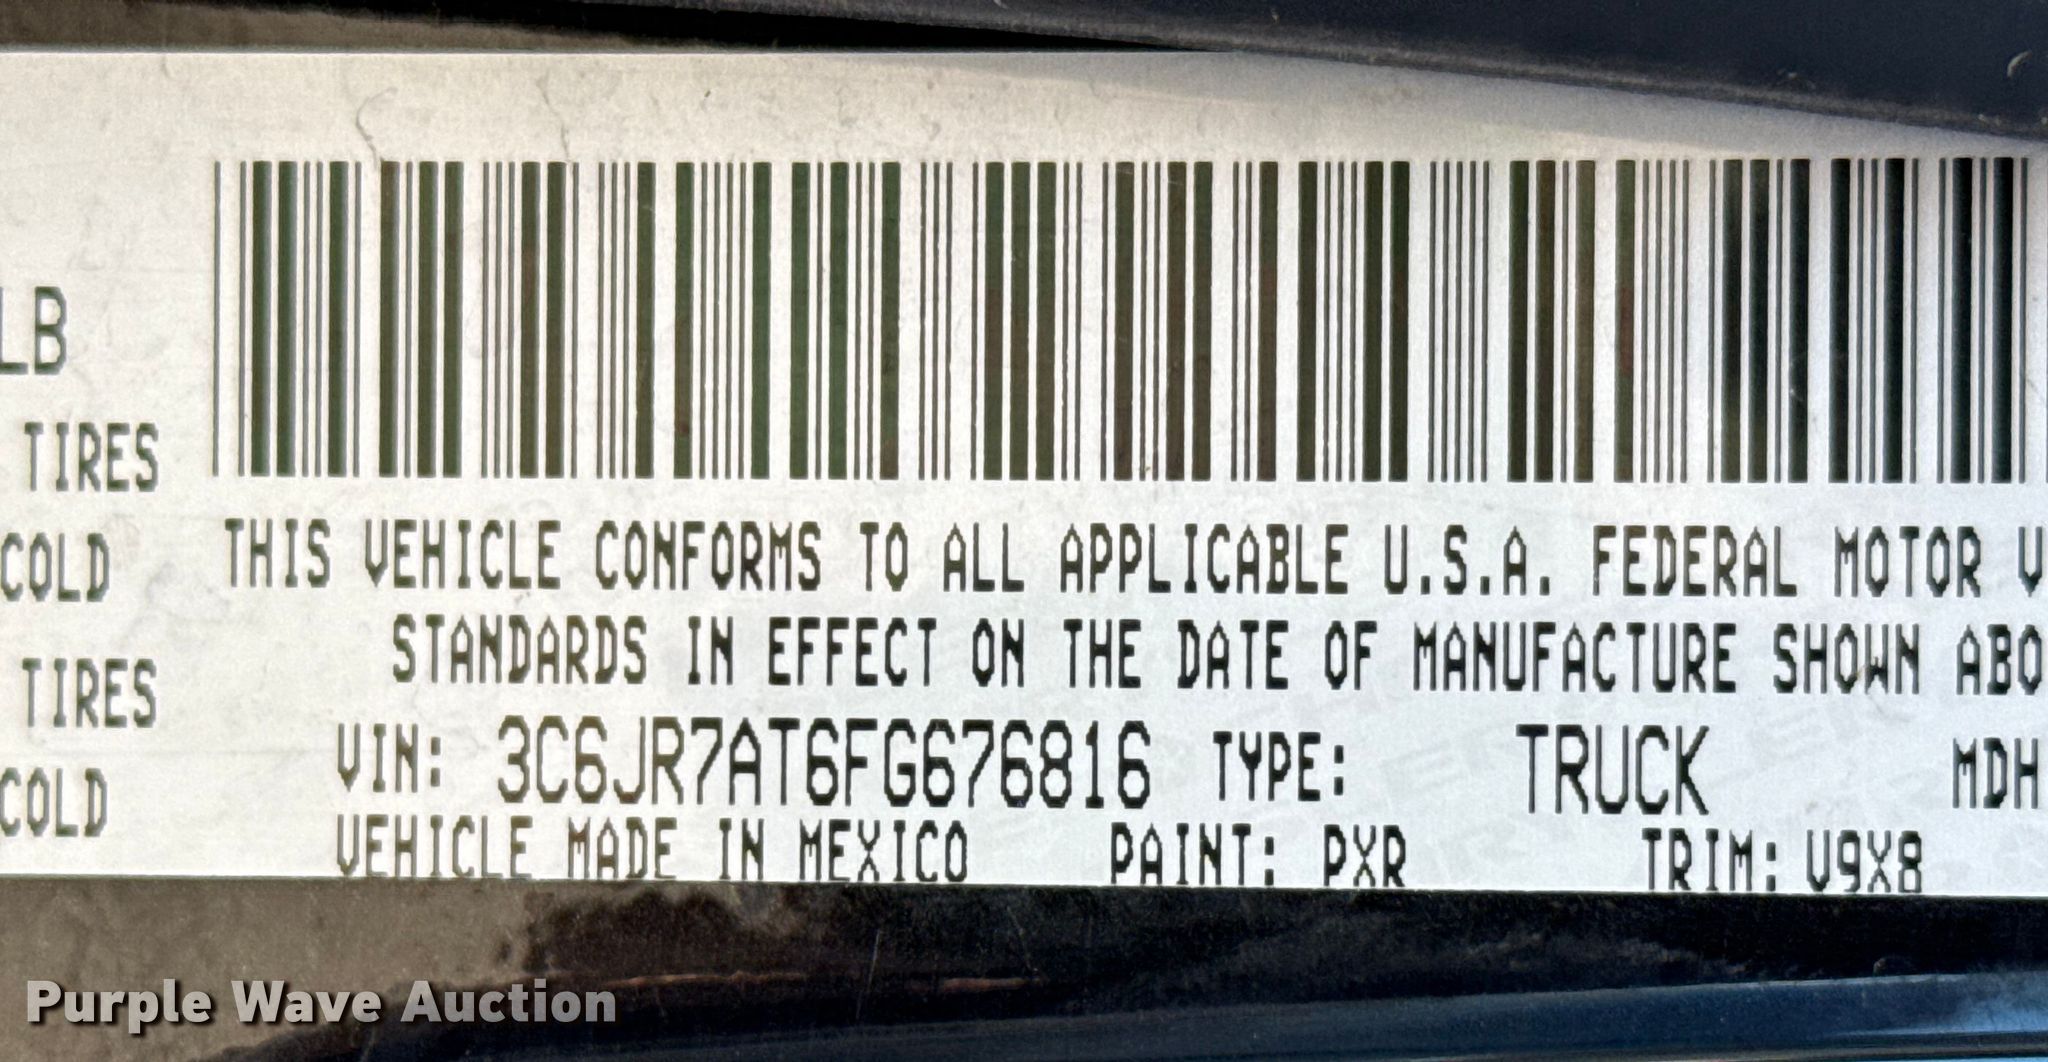 LB
TIRES
COLD
TIRES
COLD
THIS VEHICLE CONFORMS TO ALL APPLICABLE U.S.A. FEDERAL MOTOR V
STANDARDS IN EFFECT ON THE DATE OF MANUFACTURE SHOWN ABO
VIN: 3C6JR7AT6FG676816 TYPE: TRUCK MDH
VEHICLE MADE IN MEXICO PAINT: PXR TRIM: V9X8
Purple Wave Auction